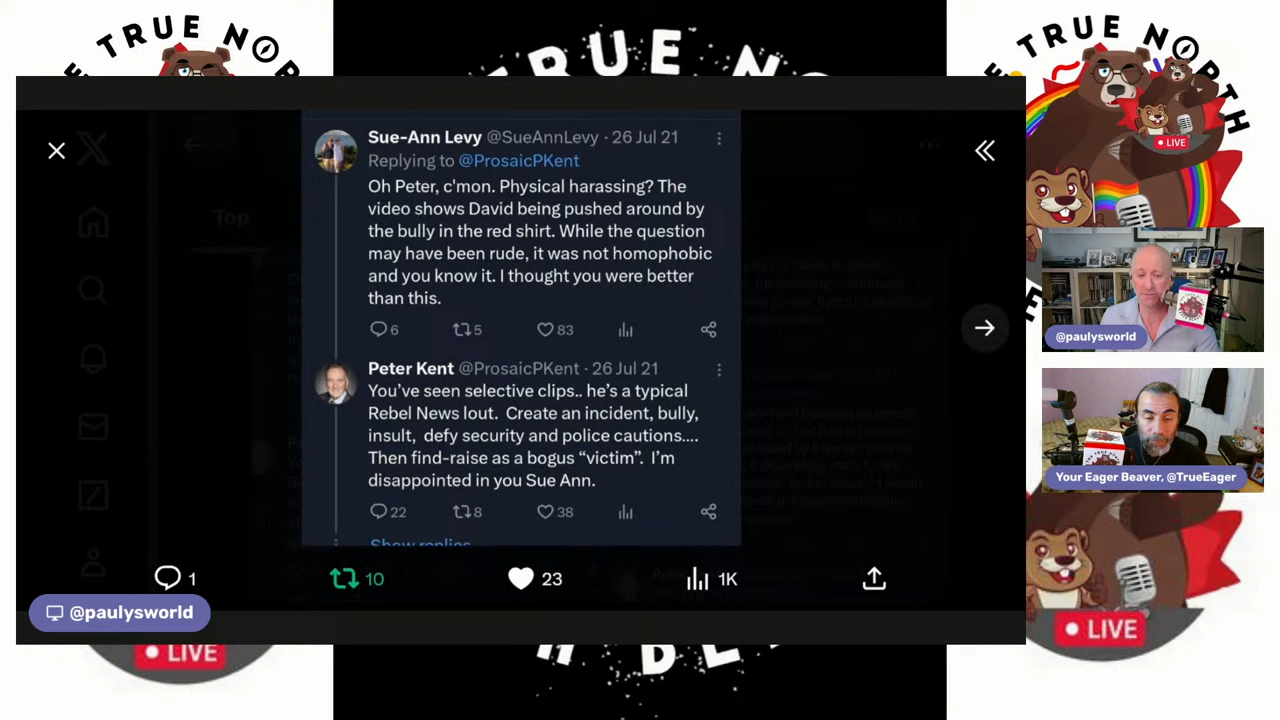 E TRUE NO
TRUE NO
E TRUE NO
LIVE
Top
Sue-Ann Levy @SueAnnLevy · 26 Jul 21
Replying to @ProsaicPKent
Oh Peter, c'mon. Physical harassing? The
video shows David being pushed around by
the bully in the red shirt. While the question
may have been rude, it was not homophobic
and you know it. I thought you were better
than this.
6 5 83
Peter Kent @ProsaicPKent · 26 Jul 21
You've seen selective clips.. he's a typical
Rebel News lout. Create an incident, bully,
insult, defy security and police cautions....
Then find-raise as a bogus “victim”. I'm
disappointed in you Sue Ann.
22 8 38
Show replies
1 10 23 1K
@paulysworld
@paulysworld
Your Eager Beaver, @TrueEager
LIVE
LIVE